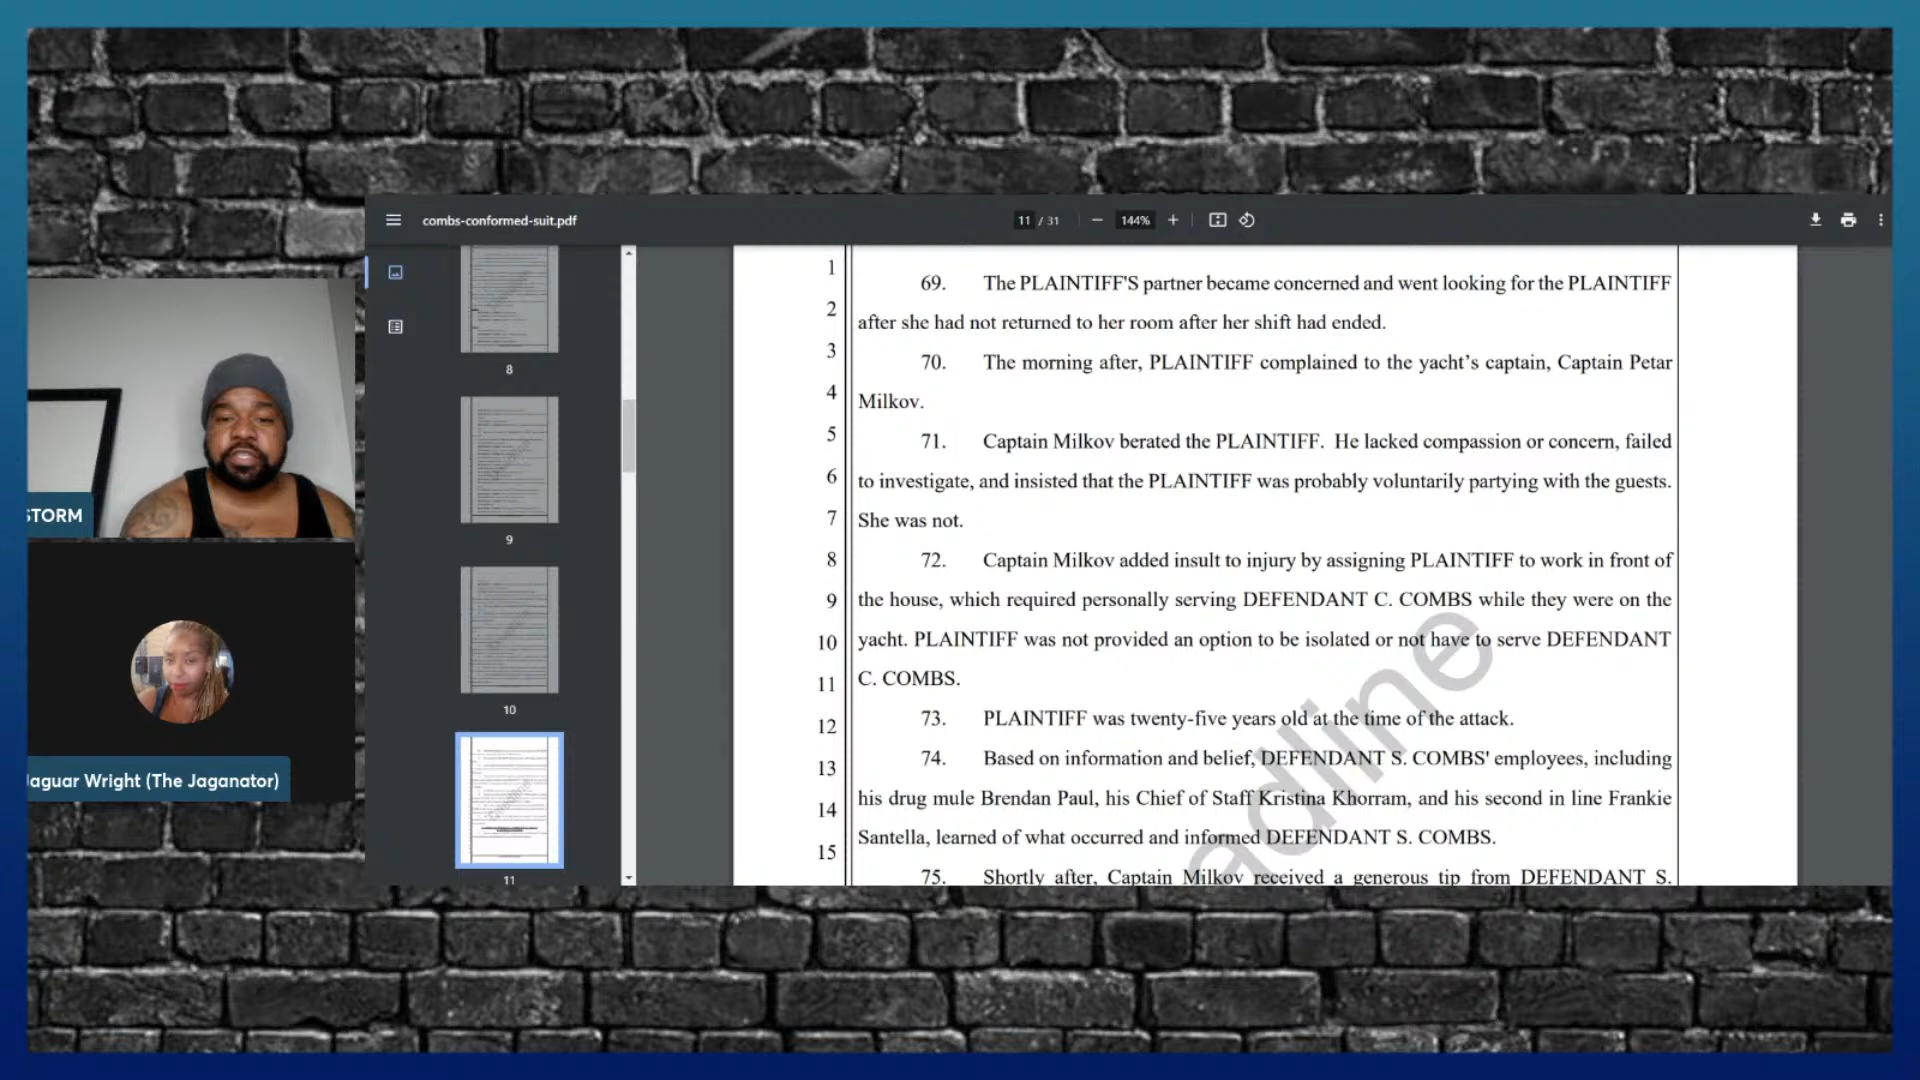 combs-conformed-suit.pdf
11 / 31
144%
8
9
10
11
STORM
Jaguar Wright (The Jaganator)
1
2
3
4
5
6
7
8
9
10
11
12
13
14
15
69. The PLAINTIFF'S partner became concerned and went looking for the PLAINTIFF
after she had not returned to her room after her shift had ended.
70. The morning after, PLAINTIFF complained to the yacht’s captain, Captain Petar
Milkov.
71. Captain Milkov berated the PLAINTIFF. He lacked compassion or concern, failed
to investigate, and insisted that the PLAINTIFF was probably voluntarily partying with the guests.
She was not.
72. Captain Milkov added insult to injury by assigning PLAINTIFF to work in front of
the house, which required personally serving DEFENDANT C. COMBS while they were on the
yacht. PLAINTIFF was not provided an option to be isolated or not have to serve DEFENDANT
C. COMBS.
73. PLAINTIFF was twenty-five years old at the time of the attack.
74. Based on information and belief, DEFENDANT S. COMBS' employees, including
his drug mule Brendan Paul, his Chief of Staff Kristina Khorram, and his second in line Frankie
Santella, learned of what occurred and informed DEFENDANT S. COMBS.
75. Shortly after, Captain Milkov received a generous tip from DEFENDANT S.
adline